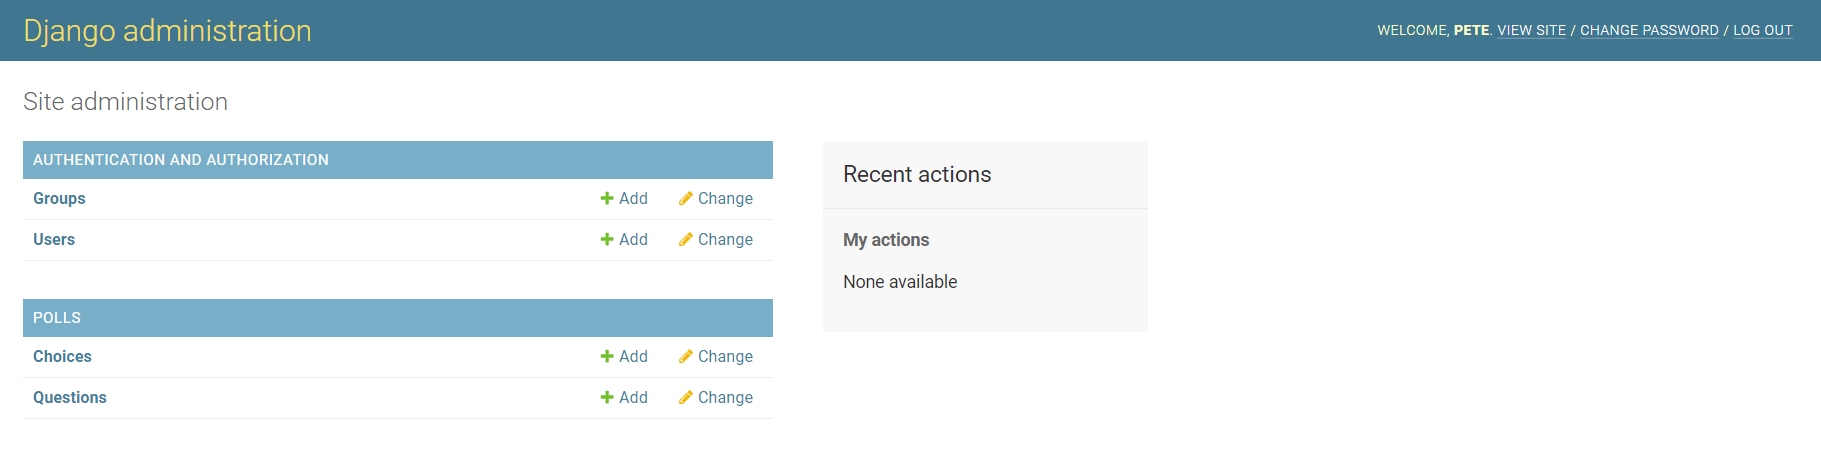 Django administration
WELCOME, PETE. VIEW SITE / CHANGE PASSWORD / LOG OUT
Site administration
AUTHENTICATION AND AUTHORIZATION
Groups Add Change
Users Add Change
POLLS
Choices Add Change
Questions Add Change
Recent actions
My actions
None available